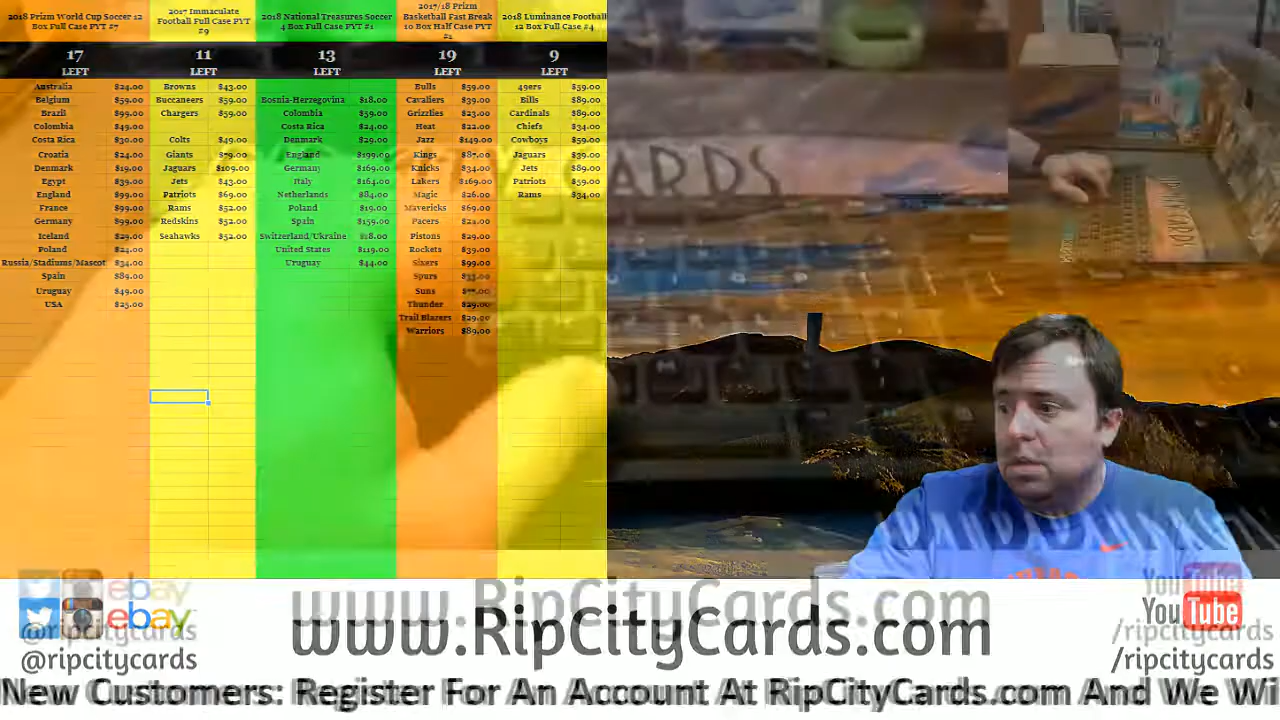 2018 Prizm World Cup Soccer 12
Box Full Case PYT #7
17
LEFT
Australia $24.00
Belgium $59.00
Brazil $99.00
Colombia $49.00
Costa Rica $30.00
Croatia $24.00
Denmark $19.00
Egypt $39.00
England $99.00
France $99.00
Germany $99.00
Iceland $29.00
Poland $24.00
Russia/Stadiums/Mascot $34.00
Spain $89.00
Uruguay $49.00
USA $25.00
2017 Immaculate
Football Full Case PYT
#9
11
LEFT
Browns $43.00
Buccaneers $59.00
Chargers $59.00
Colts $49.00
Giants $79.00
Jaguars $109.00
Jets $43.00
Patriots $69.00
Rams $52.00
Redskins $52.00
Seahawks $52.00
2018 National Treasures Soccer
4 Box Full Case PYT #1
13
LEFT
Bosnia-Herzegovina $18.00
Colombia $59.00
Costa Rica $24.00
Denmark $29.00
England $199.00
Germany $169.00
Italy $164.00
Netherlands $84.00
Poland $19.00
Spain $159.00
Switzerland/Ukraine $18.00
United States $119.00
Uruguay $44.00
2017/18 Prizm
Basketball Fast Break
10 Box Half Case PYT
19
LEFT
Bulls $59.00
Cavaliers $39.00
Grizzlies $23.00
Heat $22.00
Jazz $149.00
Kings $87.00
Knicks $34.00
Lakers $169.00
Magic $26.00
Mavericks $69.00
Pacers $21.00
Pistons $29.00
Rockets $39.00
Sixers $99.00
Spurs
Suns
Thunder $29.00
Trail Blazers $29.00
Warriors $89.00
2018 Luminance Football
12 Box Full Case #4
9
LEFT
49ers $59.00
Bills $89.00
Cardinals $89.00
Chiefs $34.00
Cowboys $59.00
Jaguars $39.00
Jets $89.00
Patriots $59.00
Rams $34.00
ARDS
ebay
@ripcitycards
www.RipCityCards.com
You Tube
/ripcitycards
New Customers: Register For An Account At RipCityCards.com And We Wil